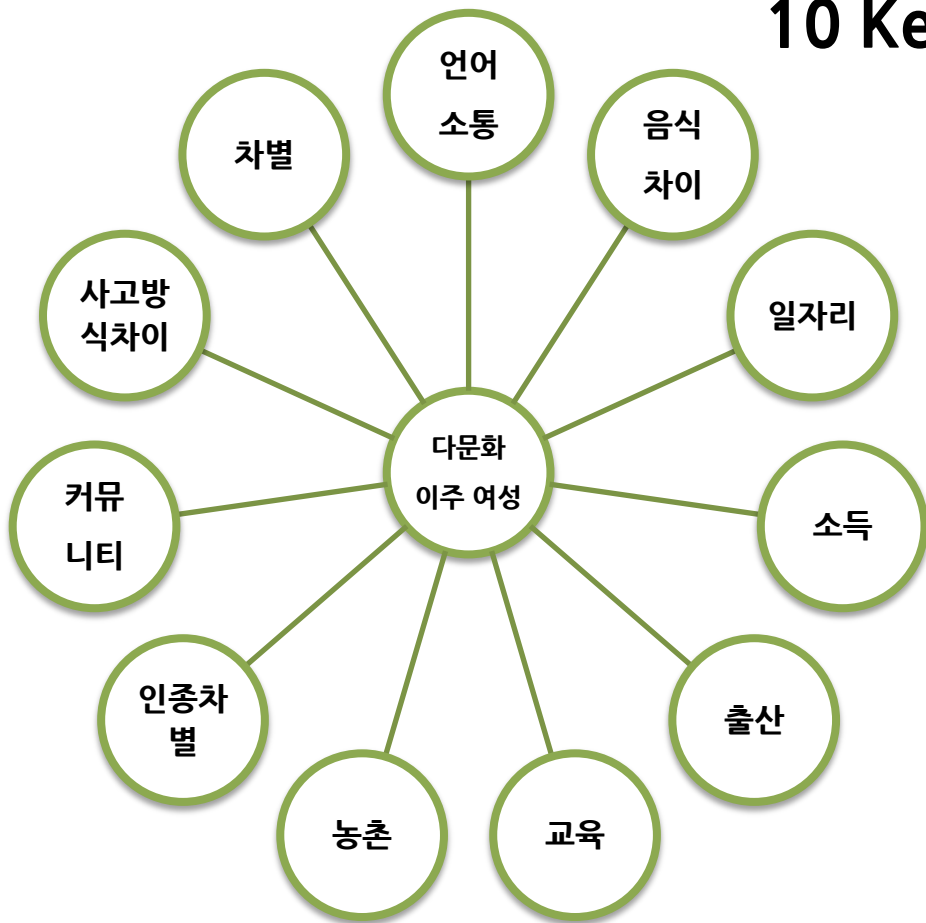 10 Ke
언어
소통
음식
차이
일자리
소득
출산
교육
농촌
인종차
별
커뮤
니티
사고방
식차이
차별
다문화
이주 여성